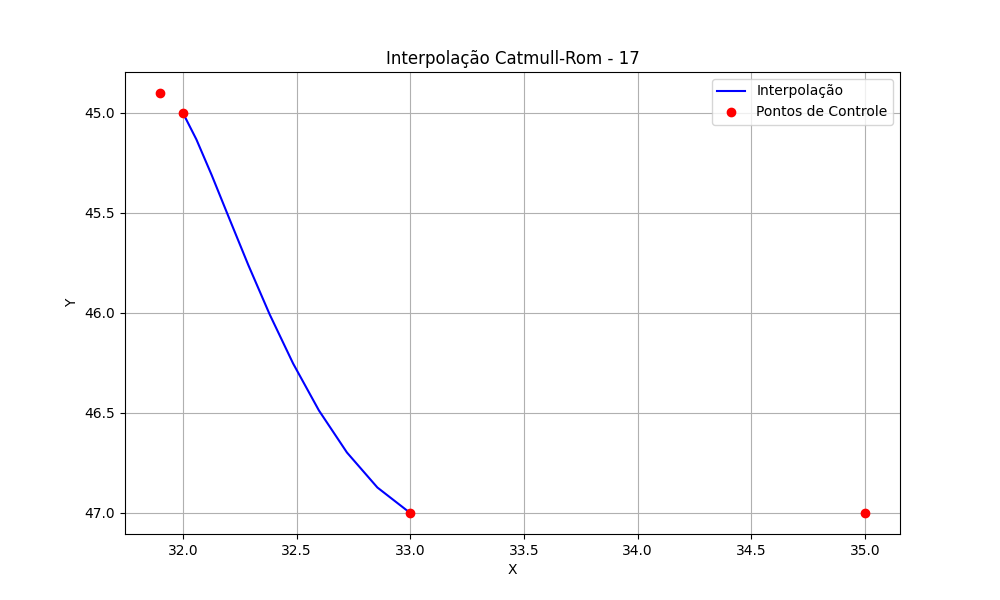 Interpolação Catmull-Rom - 17
Interpolação
Pontos de Controle
45.0
45.5
46.0
46.5
47.0
Y
32.0 32.5 33.0 33.5 34.0 34.5 35.0
X